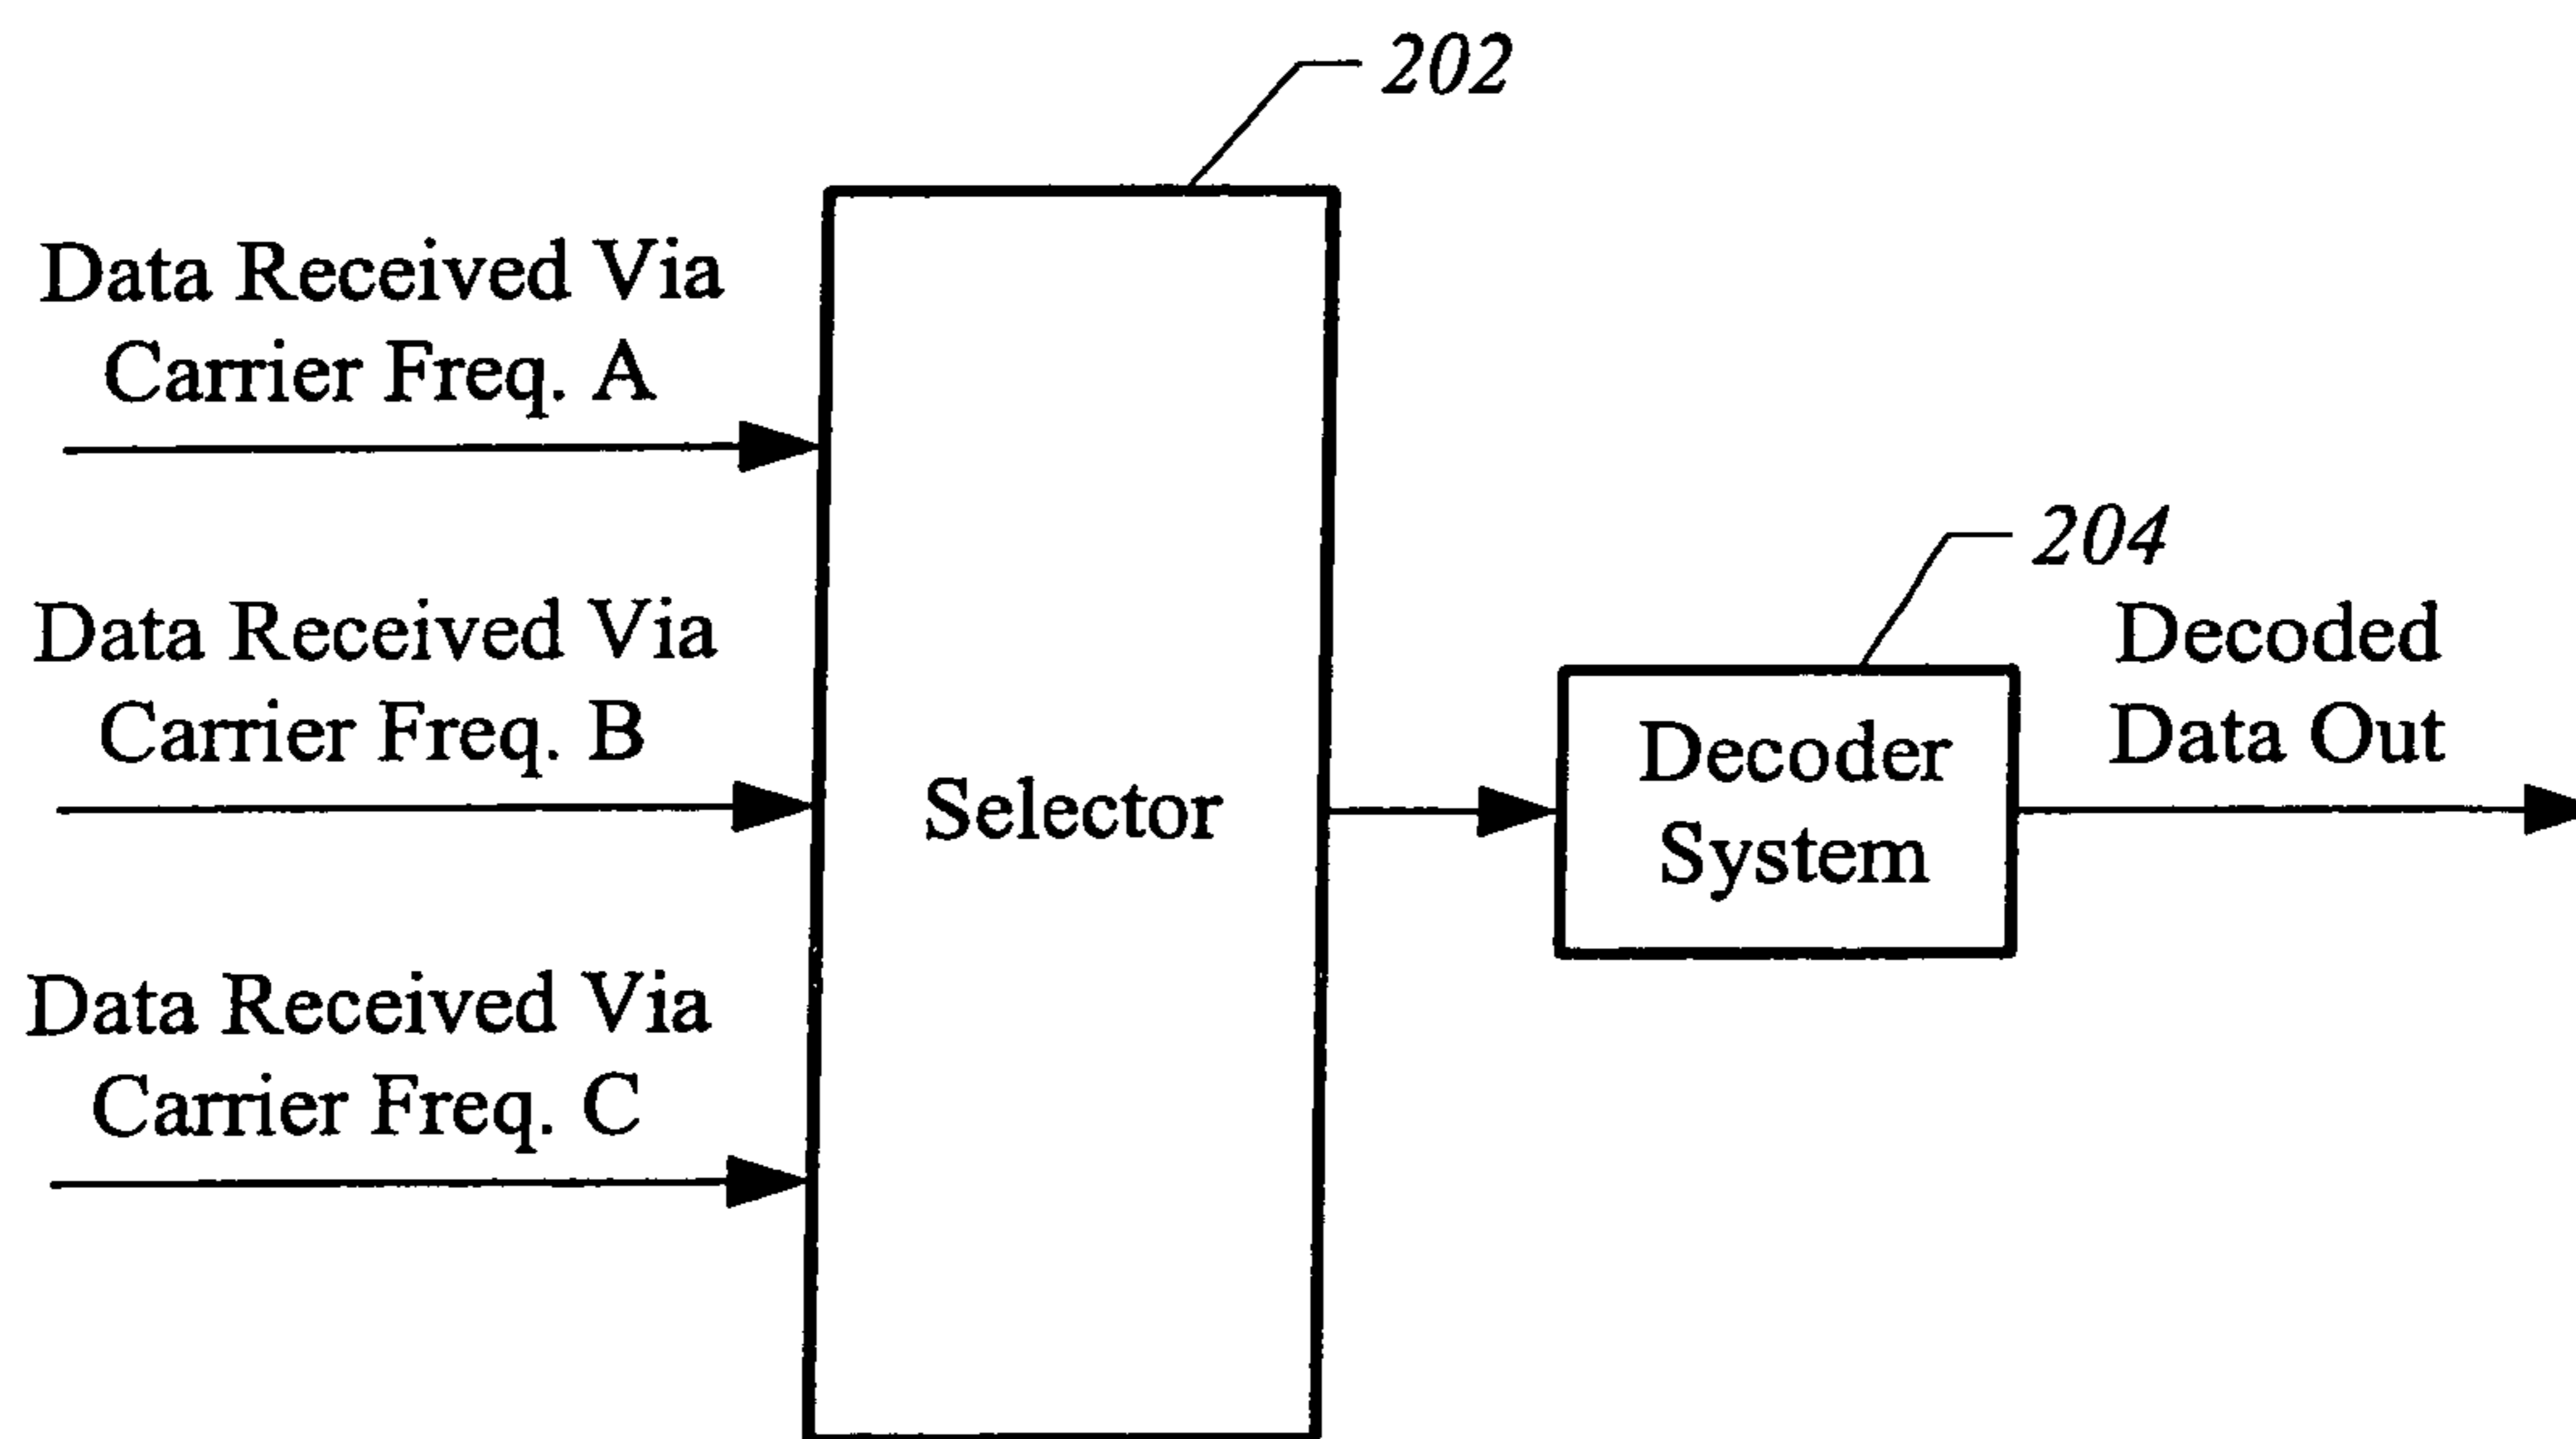 202
Data Received Via
Carrier Freq. A
204
Data Received Via
Carrier Freq. B
Selector
Decoder
System
Decoded
Data Out
Data Received Via
Carrier Freq. C